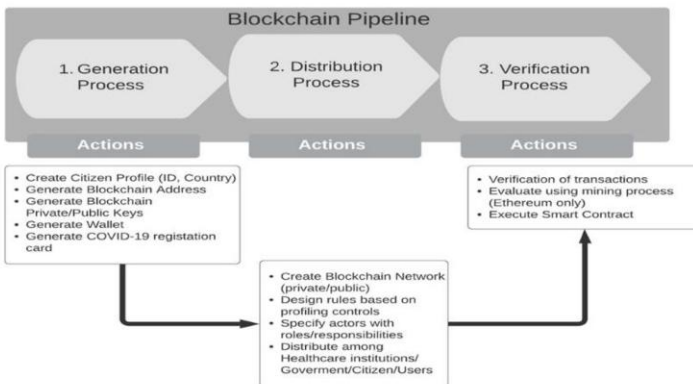 Blockchain Pipeline
1. Generation
Process
2. Distribution
Process
3. Verification
Process
Actions
Actions
Actions
• Create Citizen Profile (ID, Country)
• Generate Blockchain Address
• Generate Blockchain
Private/Public Keys
• Generate Wallet
• Generate COVID-19 registation
card
• Create Blockchain Network
(private/public)
• Design rules based on
profiling controls
• Specify actors with
roles/responsibilities
• Distribute among
Healthcare institutions/
Goverment/Citizen/Users
• Verification of transactions
• Evaluate using mining process
(Ethereum only)
• Execute Smart Contract